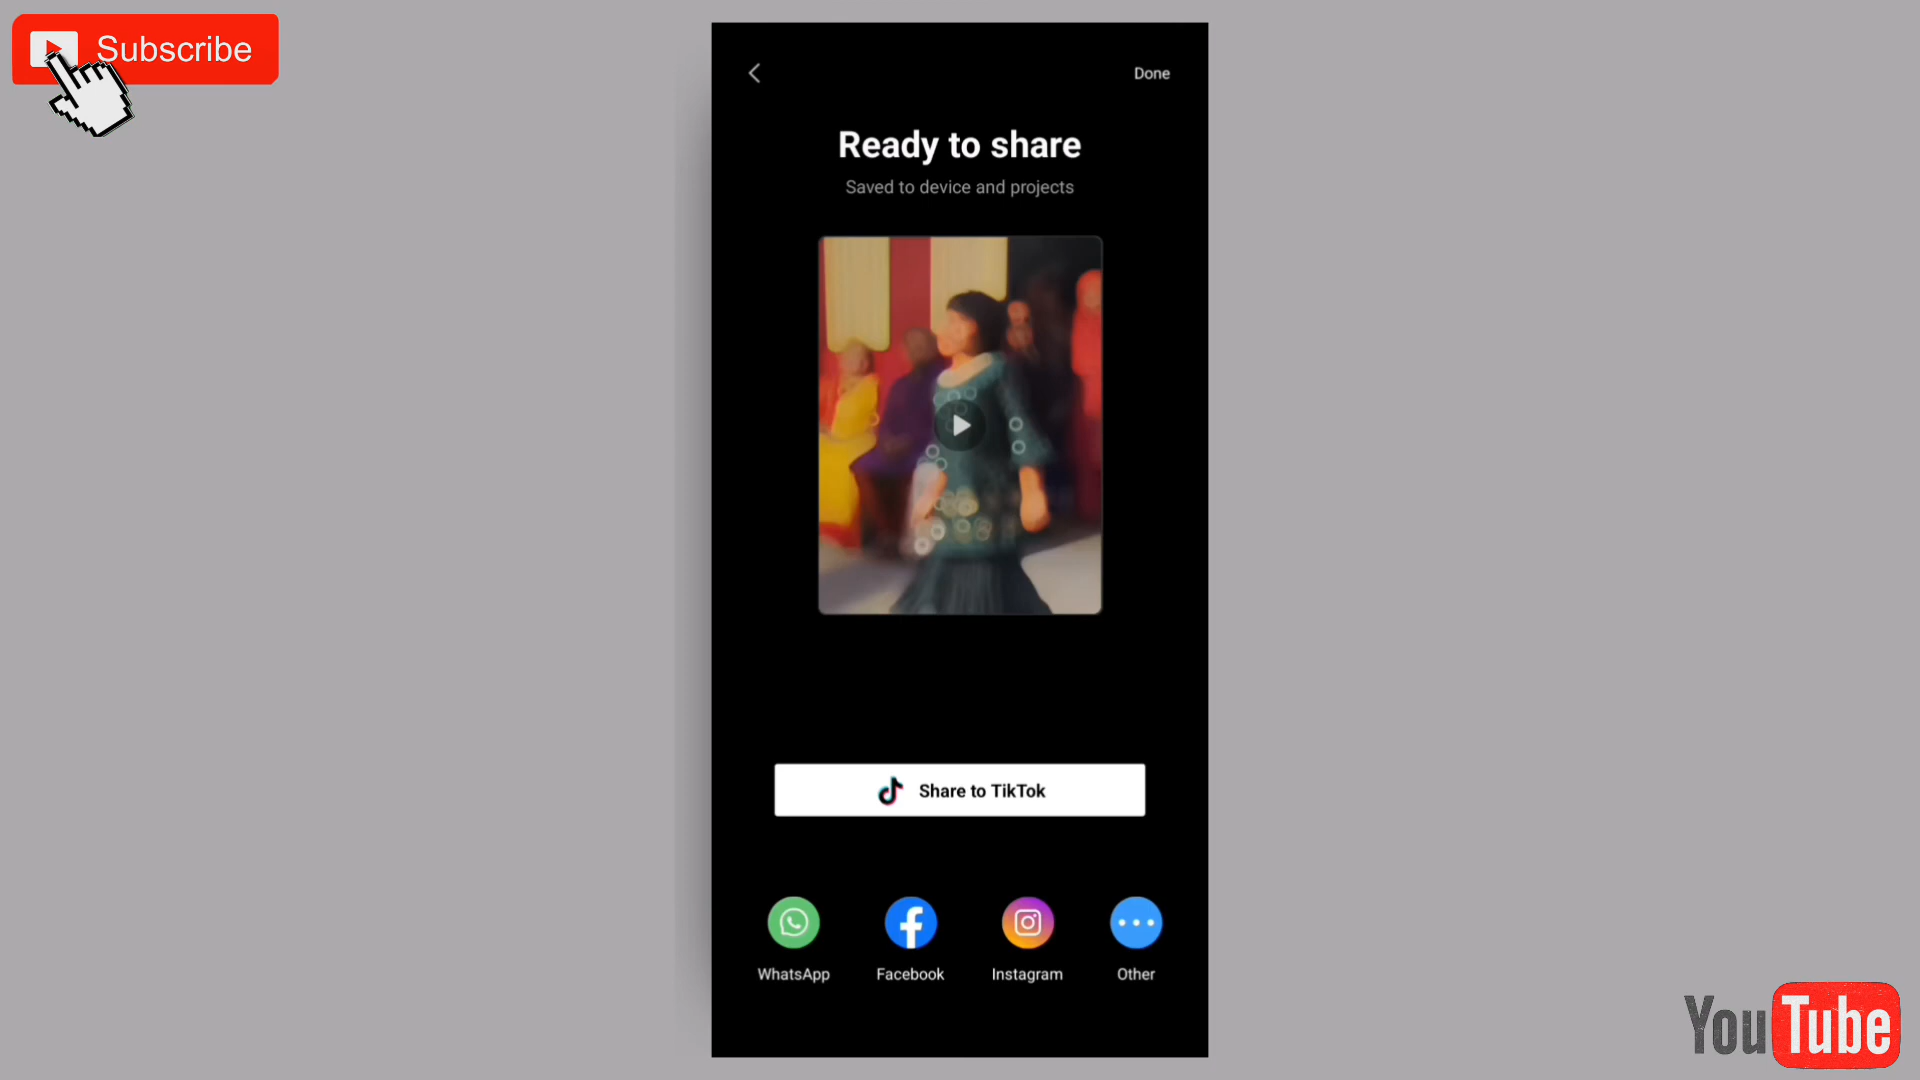 Subscribe
Done
Ready to share
Saved to device and projects
Share to TikTok
WhatsApp
Facebook
Instagram
Other
YouTube